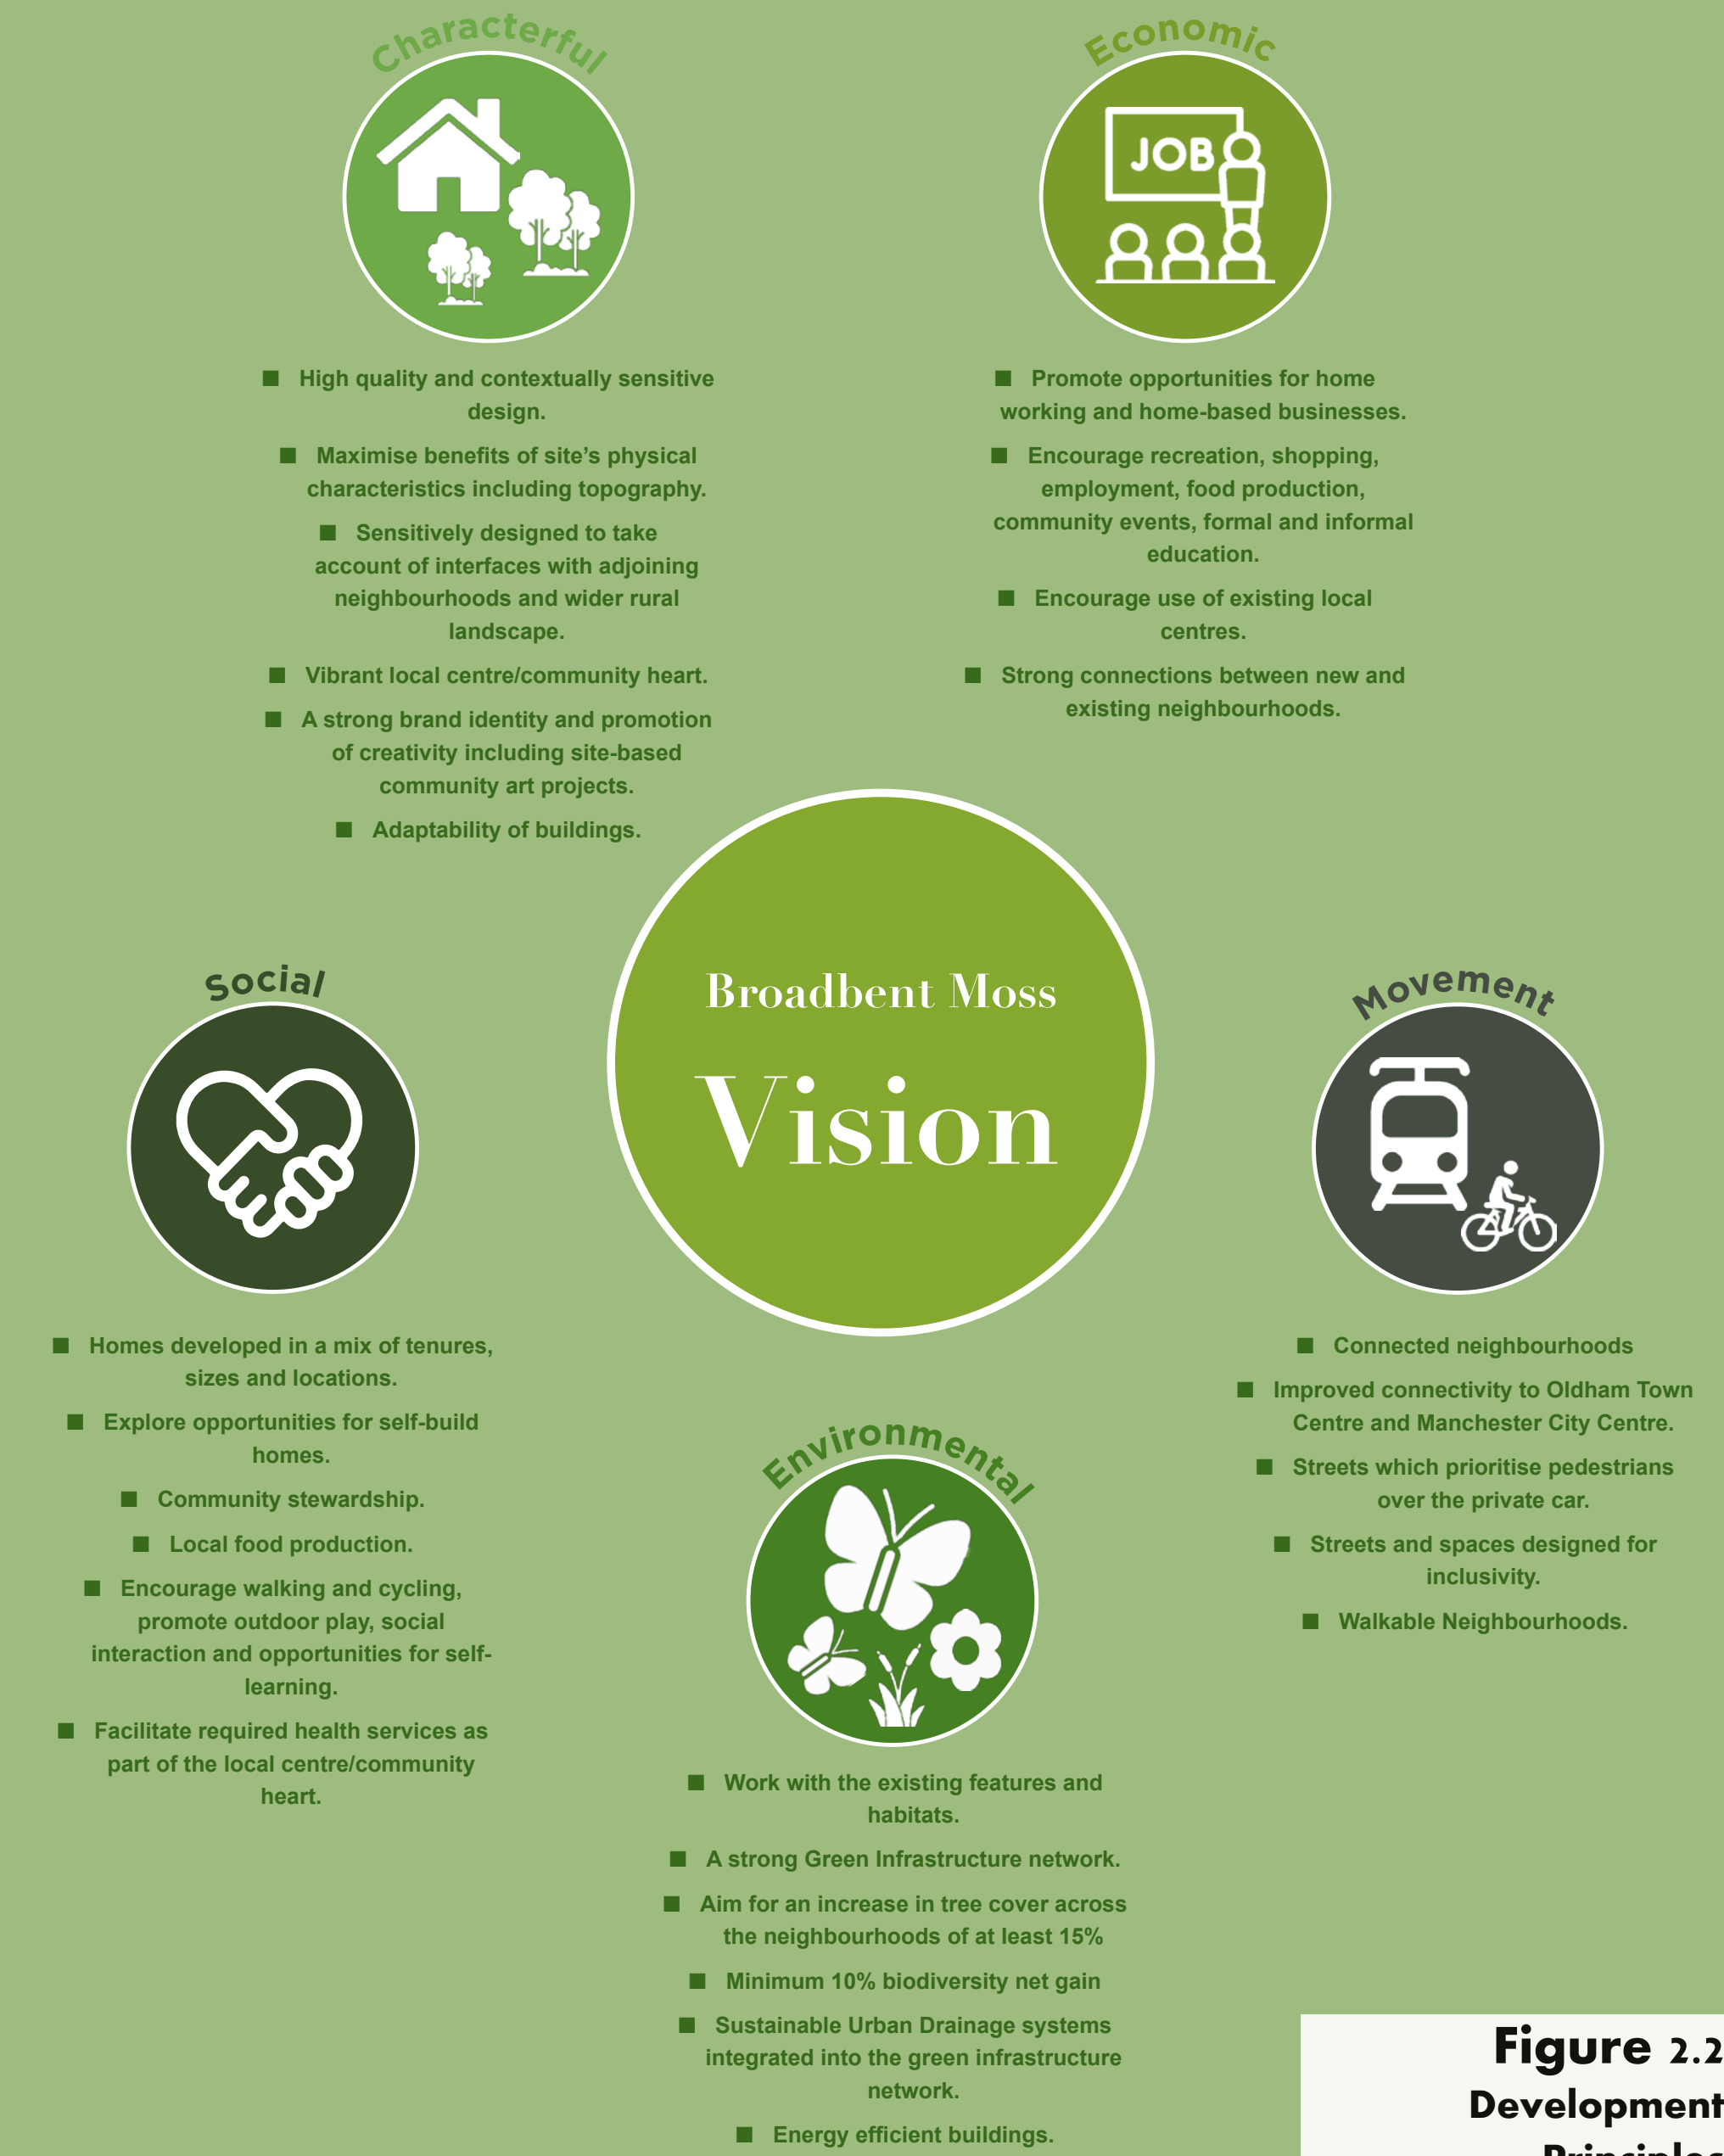 Characterful
■ High quality and contextually sensitive
design.
■ Maximise benefits of site’s physical
characteristics including topography.
■ Sensitively designed to take
account of interfaces with adjoining
neighbourhoods and wider rural
landscape.
■ Vibrant local centre/community heart.
■ A strong brand identity and promotion
of creativity including site-based
community art projects.
■ Adaptability of buildings.
Economic
JOB
■ Promote opportunities for home
working and home-based businesses.
■ Encourage recreation, shopping,
employment, food production,
community events, formal and informal
education.
■ Encourage use of existing local
centres.
■ Strong connections between new and
existing neighbourhoods.
Broadbent Moss
Vision
Social
■ Homes developed in a mix of tenures,
sizes and locations.
■ Explore opportunities for self-build
homes.
■ Community stewardship.
■ Local food production.
■ Encourage walking and cycling,
promote outdoor play, social
interaction and opportunities for self-
learning.
■ Facilitate required health services as
part of the local centre/community
heart.
Movement
■ Connected neighbourhoods
■ Improved connectivity to Oldham Town
Centre and Manchester City Centre.
■ Streets which prioritise pedestrians
over the private car.
■ Streets and spaces designed for
inclusivity.
■ Walkable Neighbourhoods.
Environmental
■ Work with the existing features and
habitats.
■ A strong Green Infrastructure network.
■ Aim for an increase in tree cover across
the neighbourhoods of at least 15%
■ Minimum 10% biodiversity net gain
■ Sustainable Urban Drainage systems
integrated into the green infrastructure
network.
■ Energy efficient buildings.
Figure 2.2
Development
Principles